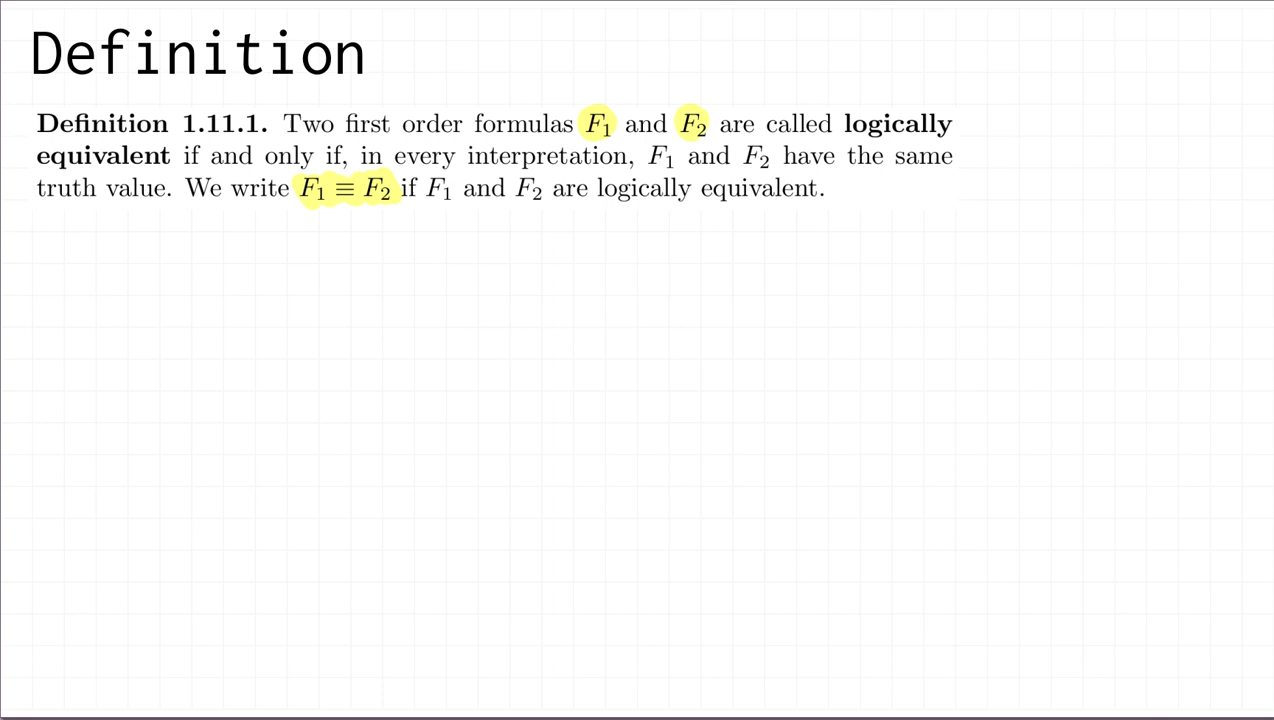 Definition
Definition 1.11.1. Two first order formulas F₁ and F₂ are called logically
equivalent if and only if, in every interpretation, F₁ and F₂ have the same
truth value. We write F₁ ≡ F₂ if F₁ and F₂ are logically equivalent.